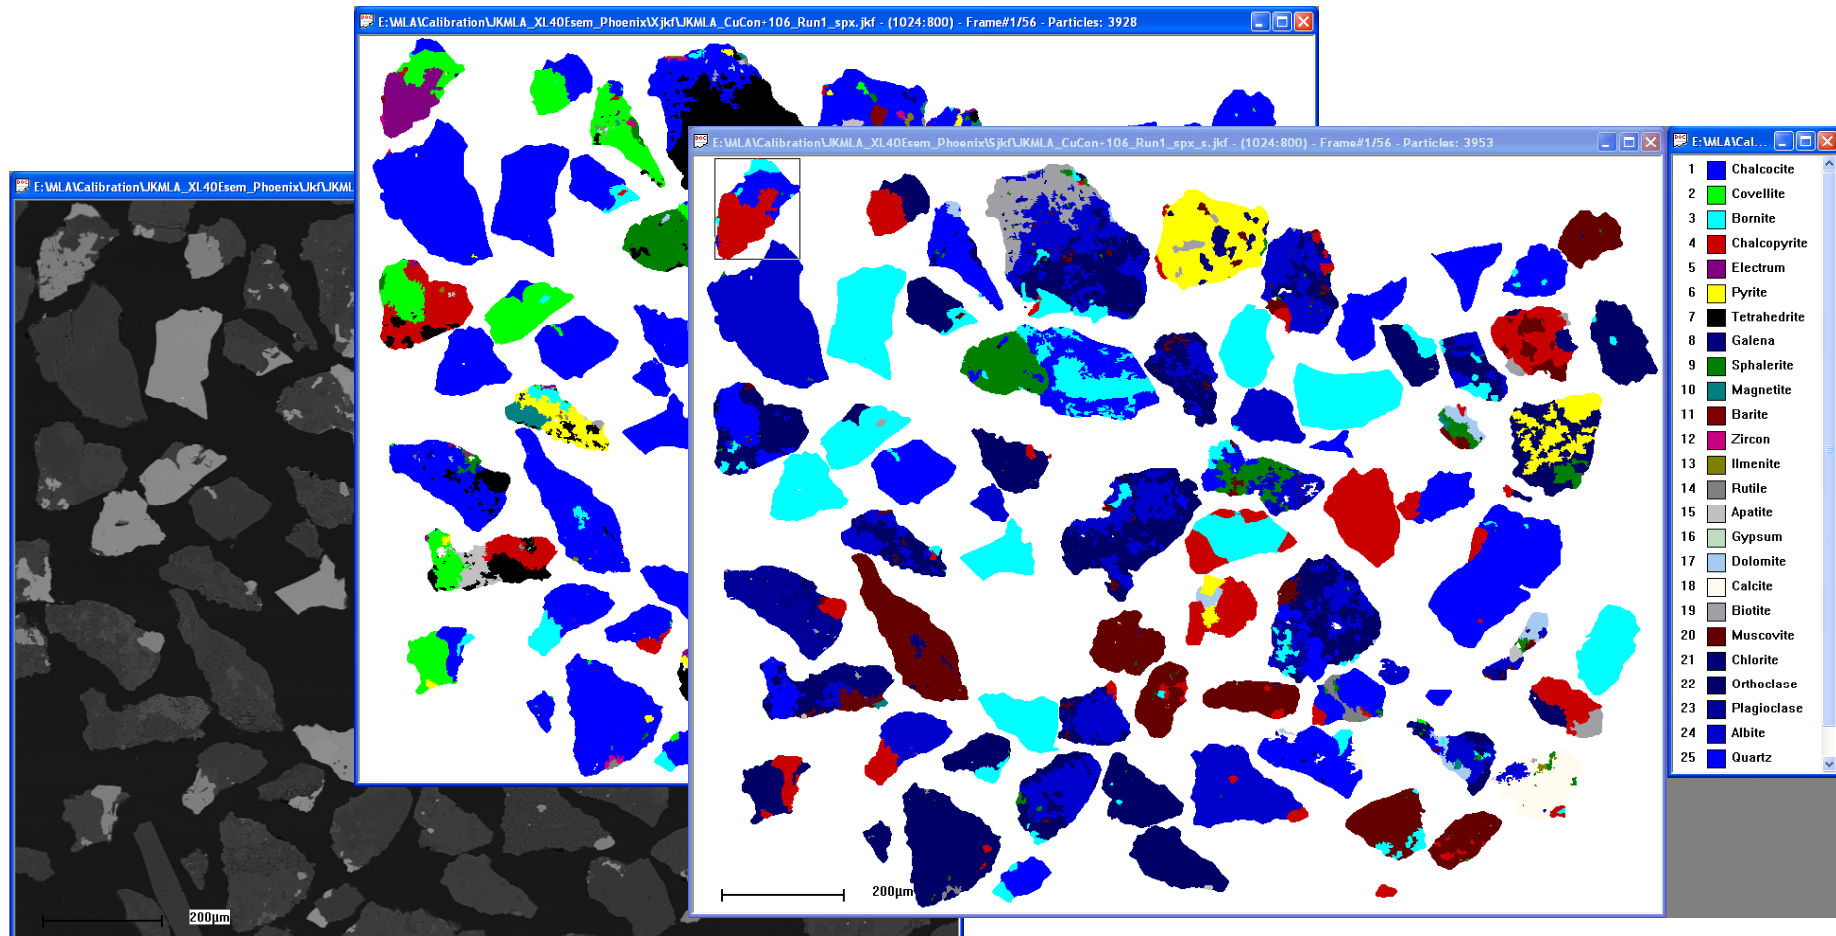 E:\MLA\Calibration\JKMLA_XL40Esem_Phoenix\Xjkf\JKMLA_CuCon+106_Run1_spx.jkf - (1024:800) - Frame#1/56 - Particles: 3928
E:\MLA\Calibration\JKMLA_XL40Esem_Phoenix\Sjkf\JKMLA_CuCon+106_Run1_spx_s.jkf - (1024:800) - Frame#1/56 - Particles: 3953
E:\MLA\Cal...
E:\MLA\Calibration\JKMLA_XL40Esem_Phoenix\Jkf\JKML
1 Chalcocite
2 Covellite
3 Bornite
4 Chalcopyrite
5 Electrum
6 Pyrite
7 Tetrahedrite
8 Galena
9 Sphalerite
10 Magnetite
11 Barite
12 Zircon
13 Ilmenite
14 Rutile
15 Apatite
16 Gypsum
17 Dolomite
18 Calcite
19 Biotite
20 Muscovite
21 Chlorite
22 Orthoclase
23 Plagioclase
24 Albite
25 Quartz
200µm
200µm